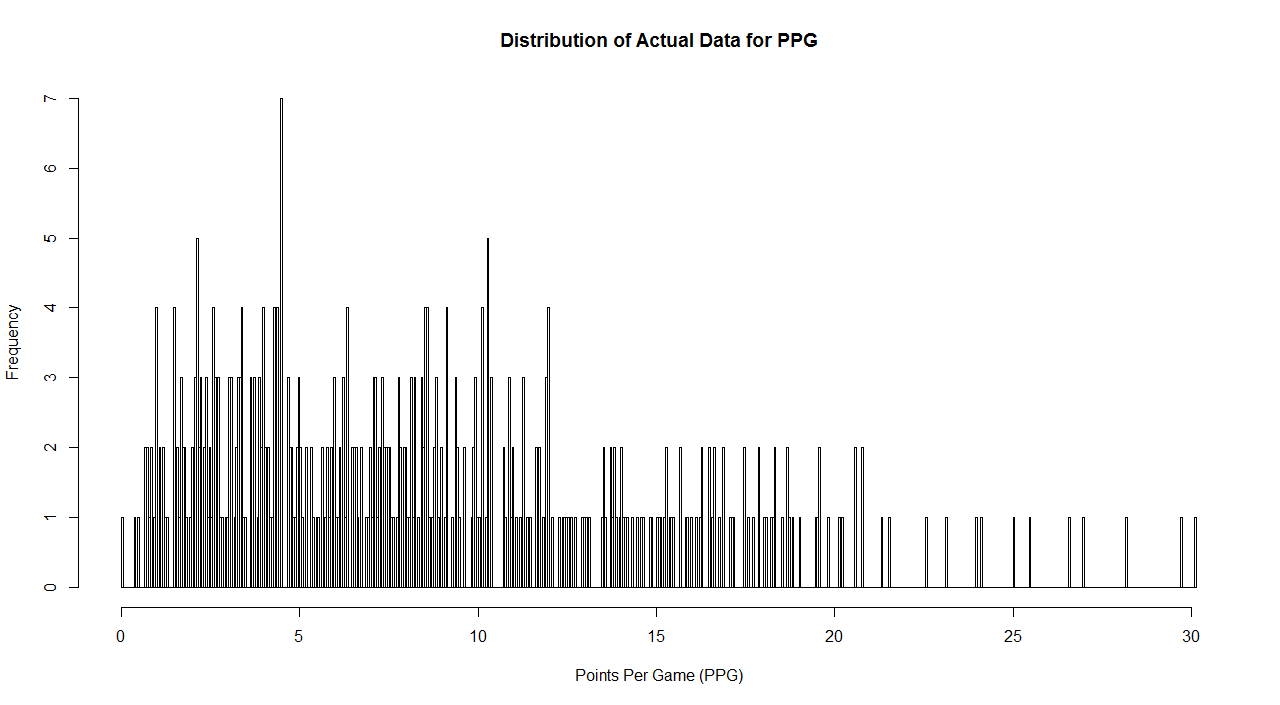 Distribution of Actual Data for PPG
Frequency
7
6
5
4
3
2
1
0
0 5 10 15 20 25 30
Points Per Game (PPG)